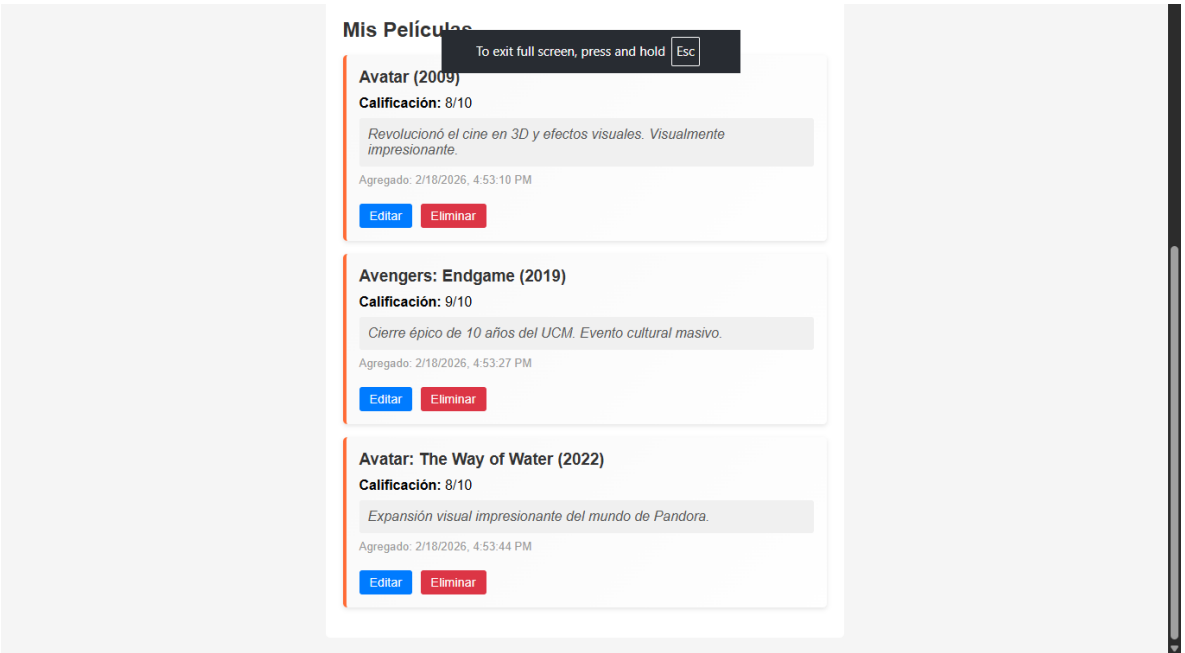 Mis Películas
To exit full screen, press and hold Esc
Avatar (2009)
Calificación: 8/10
Revolucionó el cine en 3D y efectos visuales. Visualmente
impresionante.
Agregado: 2/18/2026, 4:53:10 PM
Editar Eliminar
Avengers: Endgame (2019)
Calificación: 9/10
Cierre épico de 10 años del UCM. Evento cultural masivo.
Agregado: 2/18/2026, 4:53:27 PM
Editar Eliminar
Avatar: The Way of Water (2022)
Calificación: 8/10
Expansión visual impresionante del mundo de Pandora.
Agregado: 2/18/2026, 4:53:44 PM
Editar Eliminar